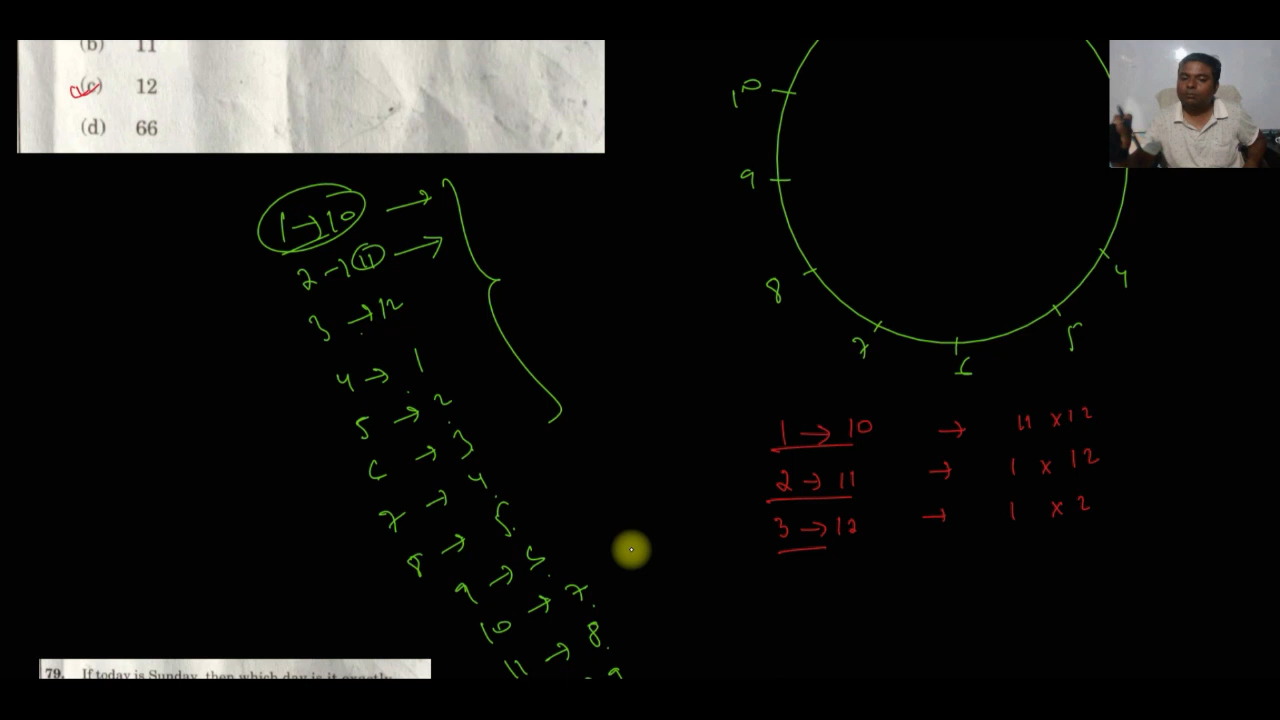 (b) 11
(c) 12
(d) 66
1 → 10 →
2 → 11 →
3 → 12
4 → 1
5 → 2
6 → 3
7 → 4
8 → 5
9 → 6
10 → 7
11 → 8
9
10
9
8
7
6
5
4
1 → 10 → 11 x 12
2 → 11 → 1 x 12
3 → 12 → 1 x 2
79. If today is Sunday, then which day is it exactly